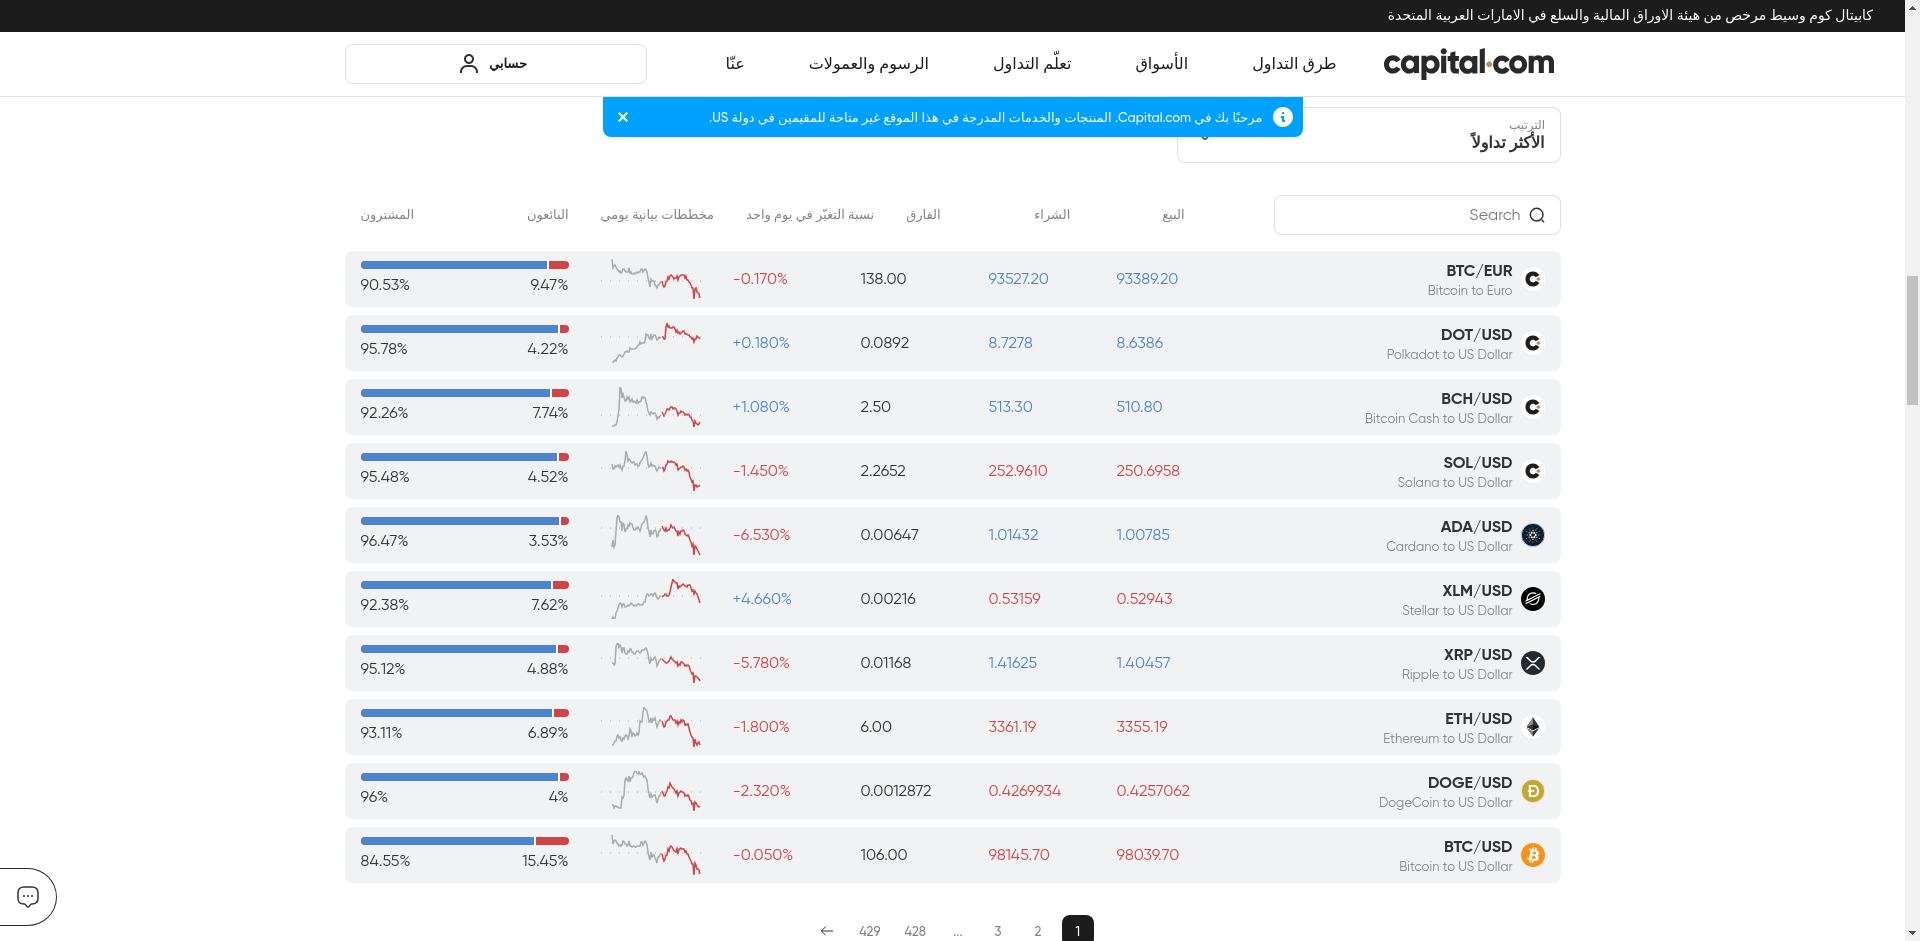 كابيتال كوم وسيط مرخص من هيئة الاوراق المالية والسلع في الامارات العربية المتحدة
capital.com
طرق التداول
الأسواق
تعلّم التداول
الرسوم والعمولات
عنّا
حسابي
مرحبًا بك في Capital.com. المنتجات والخدمات المدرجة في هذا الموقع غير متاحة للمقيمين في دولة US.
الترتيب
الأكثر تداولاً
Search
البيع
الشراء
الفارق
نسبة التغيّر في يوم واحد
مخططات بيانية يومي
البائعون
المشترون
BTC/EUR
Bitcoin to Euro
93389.20
93527.20
138.00
-0.170%
9.47%
90.53%
DOT/USD
Polkadot to US Dollar
8.6386
8.7278
0.0892
+0.180%
4.22%
95.78%
BCH/USD
Bitcoin Cash to US Dollar
510.80
513.30
2.50
+1.080%
7.74%
92.26%
SOL/USD
Solana to US Dollar
250.6958
252.9610
2.2652
-1.450%
4.52%
95.48%
ADA/USD
Cardano to US Dollar
1.00785
1.01432
0.00647
-6.530%
3.53%
96.47%
XLM/USD
Stellar to US Dollar
0.52943
0.53159
0.00216
+4.660%
7.62%
92.38%
XRP/USD
Ripple to US Dollar
1.40457
1.41625
0.01168
-5.780%
4.88%
95.12%
ETH/USD
Ethereum to US Dollar
3355.19
3361.19
6.00
-1.800%
6.89%
93.11%
DOGE/USD
DogeCoin to US Dollar
0.4257062
0.4269934
0.0012872
-2.320%
4%
96%
BTC/USD
Bitcoin to US Dollar
98039.70
98145.70
106.00
-0.050%
15.45%
84.55%
1
2
3
...
428
429